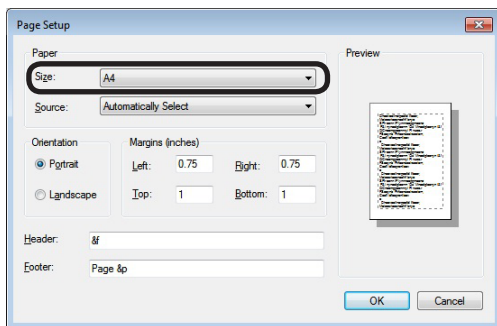 Page Setup
Paper
Preview
Size: A4
Source: Automatically Select
Orientation
Margins (inches)
Portrait
Left: 0.75 Right: 0.75
Landscape
Top: 1 Bottom: 1
Header: &f
Footer: Page &p
OK Cancel